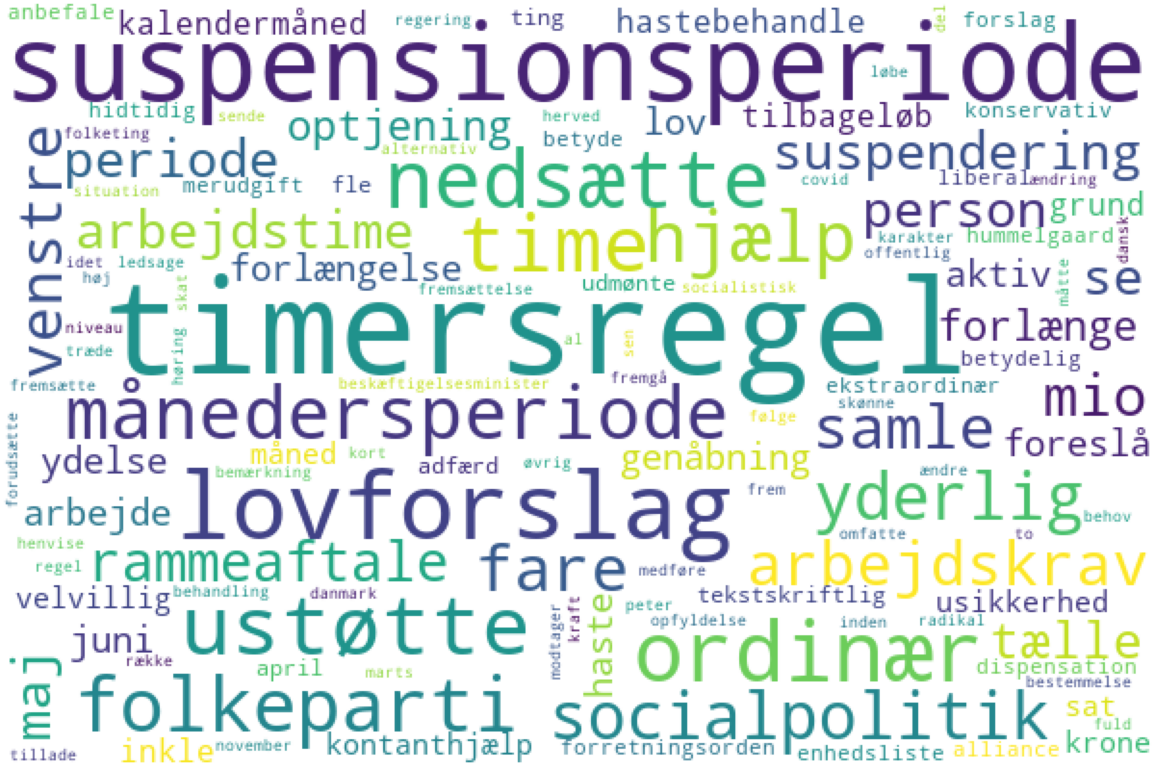 anbefale
kalendermåned
regering
ting
hastebehandle
del
forslag
suspensionsperiode
løbe
hidtidig
sende
optjening
herved
betyde
lov
tilbageløb
konservativ
venstre
folketing
periode
alternativ
nedsætte
suspendering
situation
merudgift
fle
covid
liberal
ændring
arbejdstime
time
hjælp
person
grund
karakter
hummelgaard
dansk
offentlig
idet
ledsage
høj
skat
forlængelse
fremsættelse
udmønte
socialistisk
aktiv
måtte
se
timersregel
niveau
træde
høring
al
sen
forlænge
betydelig
fremsætte
beskæftigelsesminister
fremgå
ekstraordinær
mio
månedersperiode
følge
skønne
samle
foreslå
forudsætte
ydelse
måned
kort
bemærkning
adfærd
øvrig
genåbning
ændre
lovforslag
frem
yderlig
behov
arbejde
omfatte
to
henvise
regel
rammeaftale
fare
medføre
arbejdskrav
velvillig
behandling
danmark
tekstskriftlig
usikkerhed
ustøtte
modtager
kraft
haste
peter
opfyldelse
inden
radikal
juni
række
ordinær
tælle
maj
april
marts
dispensation
bestemmelse
folkeparti
socialpolitik
sat
fuld
tillade
inkle
november
kontanthjælp
forretningsorden
enhedsliste
alliance
krone